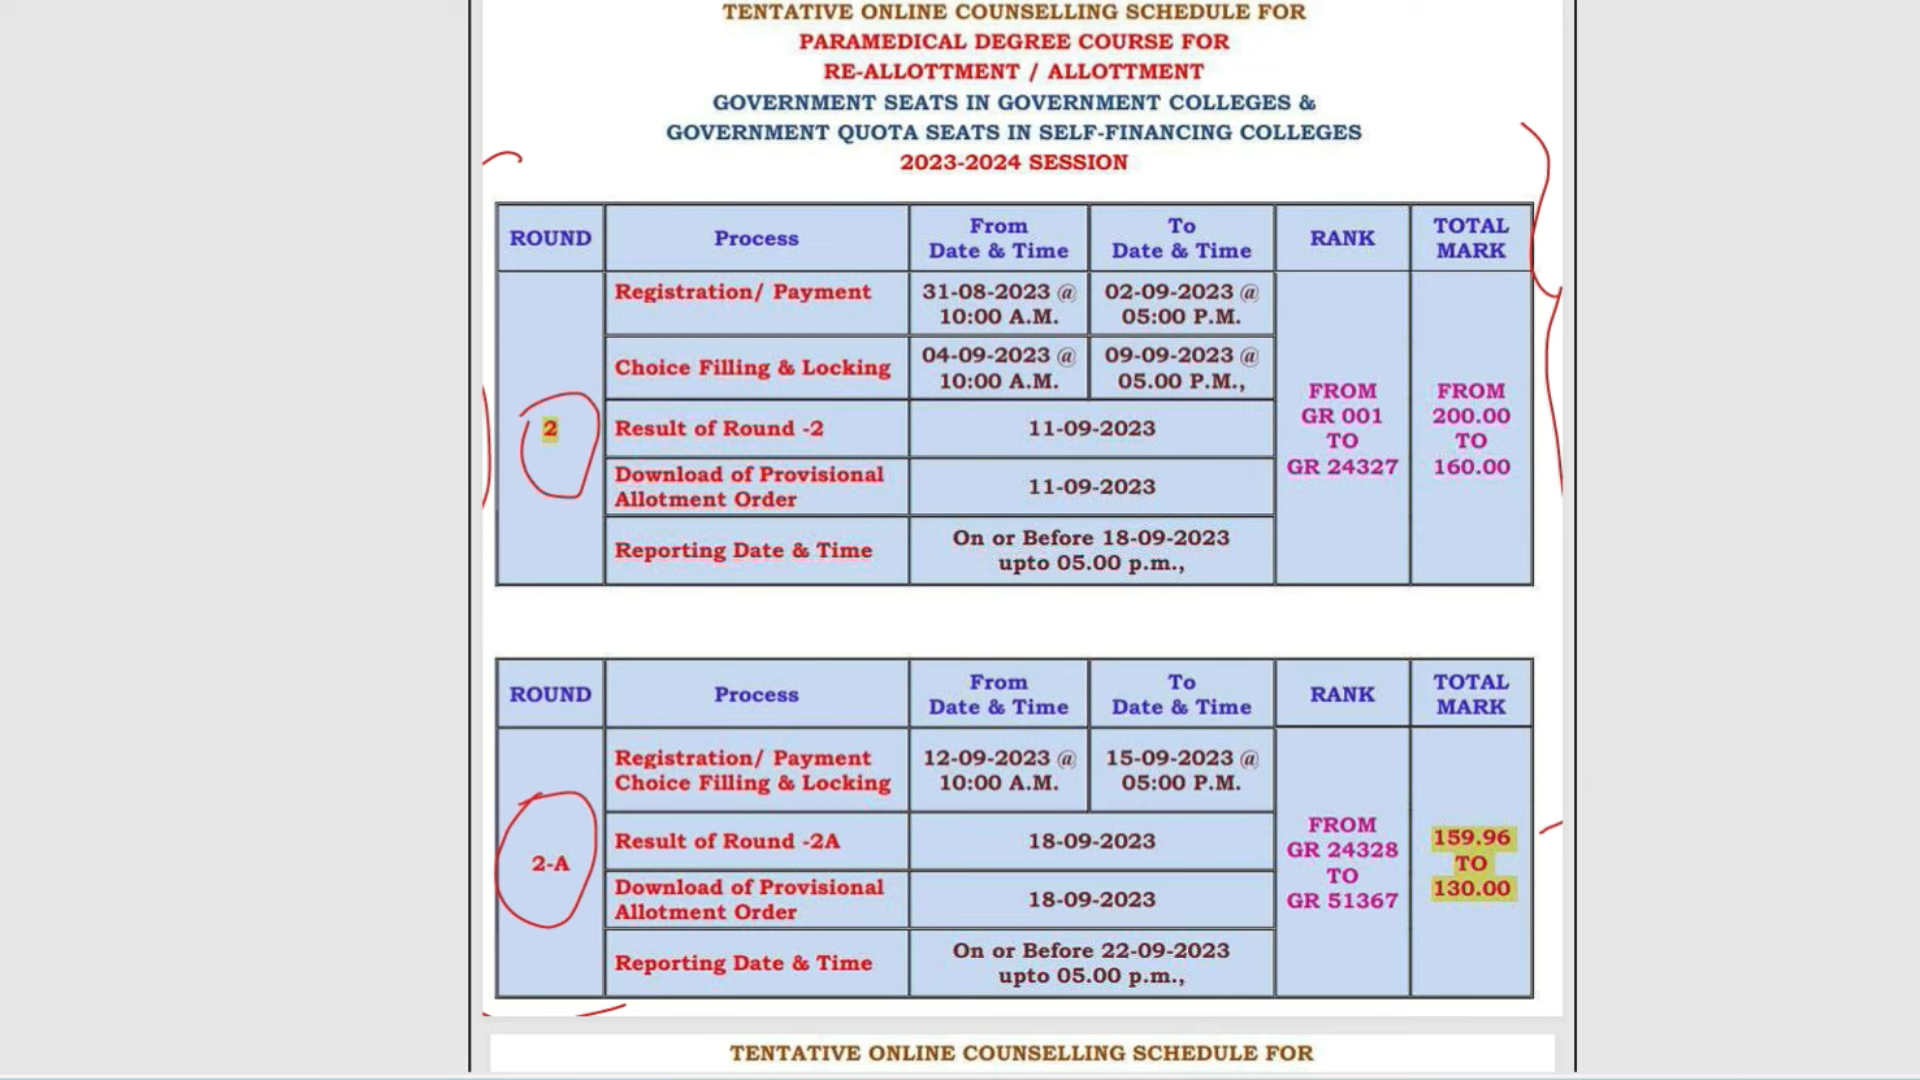 TENTATIVE ONLINE COUNSELLING SCHEDULE FOR
PARAMEDICAL DEGREE COURSE FOR
RE-ALLOTTMENT / ALLOTTMENT
GOVERNMENT SEATS IN GOVERNMENT COLLEGES &
GOVERNMENT QUOTA SEATS IN SELF-FINANCING COLLEGES
2023-2024 SESSION
ROUND
Process
From
Date & Time
To
Date & Time
RANK
TOTAL
MARK
2
Registration/ Payment
31-08-2023 @
10:00 A.M.
02-09-2023 @
05:00 P.M.
Choice Filling & Locking
04-09-2023 @
10:00 A.M.
09-09-2023 @
05.00 P.M.,
Result of Round -2
11-09-2023
Download of Provisional
Allotment Order
11-09-2023
Reporting Date & Time
On or Before 18-09-2023
upto 05.00 p.m.,
FROM
GR 001
TO
GR 24327
FROM
200.00
TO
160.00
ROUND
Process
From
Date & Time
To
Date & Time
RANK
TOTAL
MARK
2-A
Registration/ Payment
Choice Filling & Locking
12-09-2023 @
10:00 A.M.
15-09-2023 @
05:00 P.M.
Result of Round -2A
18-09-2023
Download of Provisional
Allotment Order
18-09-2023
Reporting Date & Time
On or Before 22-09-2023
upto 05.00 p.m.,
FROM
GR 24328
TO
GR 51367
159.96
TO
130.00
TENTATIVE ONLINE COUNSELLING SCHEDULE FOR